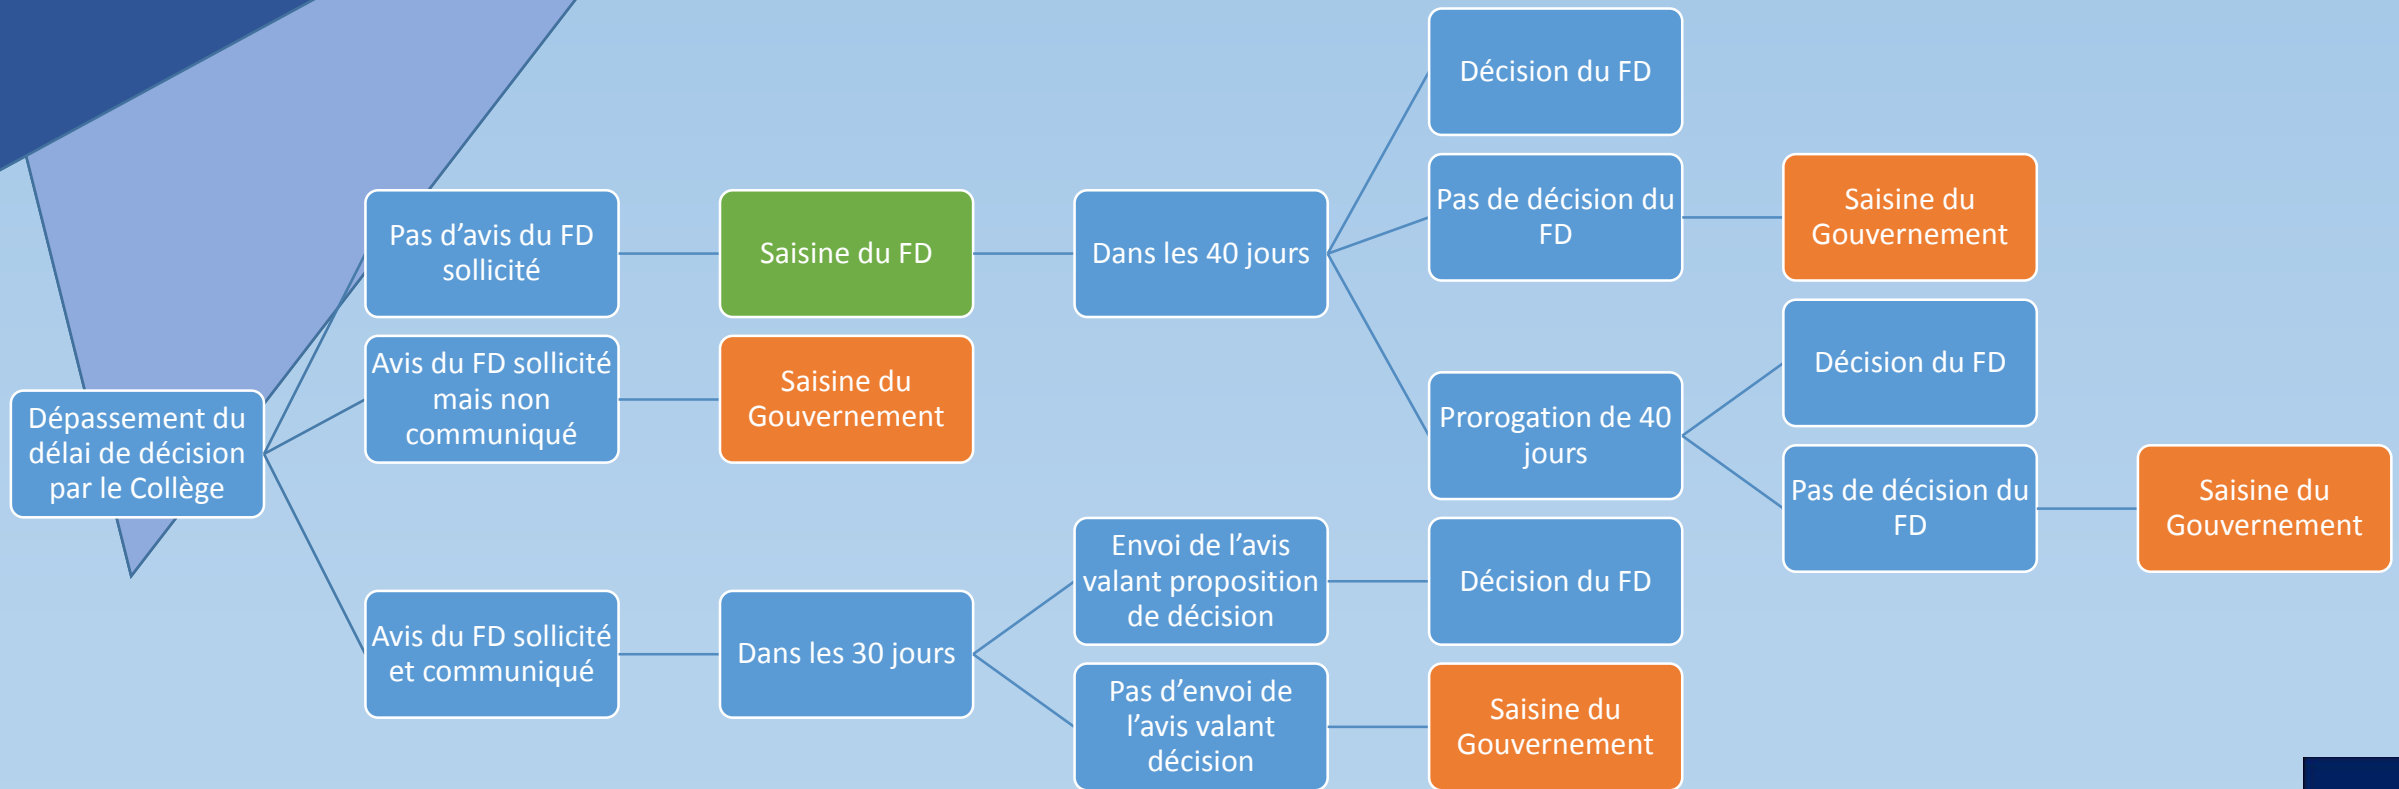 Dépassement du
délai de décision
par le Collège
Pas d’avis du FD
sollicité
Saisine du FD
Dans les 40 jours
Décision du FD
Pas de décision du
FD
Saisine du
Gouvernement
Prorogation de 40
jours
Décision du FD
Pas de décision du
FD
Saisine du
Gouvernement
Avis du FD sollicité
mais non
communiqué
Saisine du
Gouvernement
Avis du FD sollicité
et communiqué
Dans les 30 jours
Envoi de l’avis
valant proposition
de décision
Décision du FD
Pas d’envoi de
l’avis valant
décision
Saisine du
Gouvernement